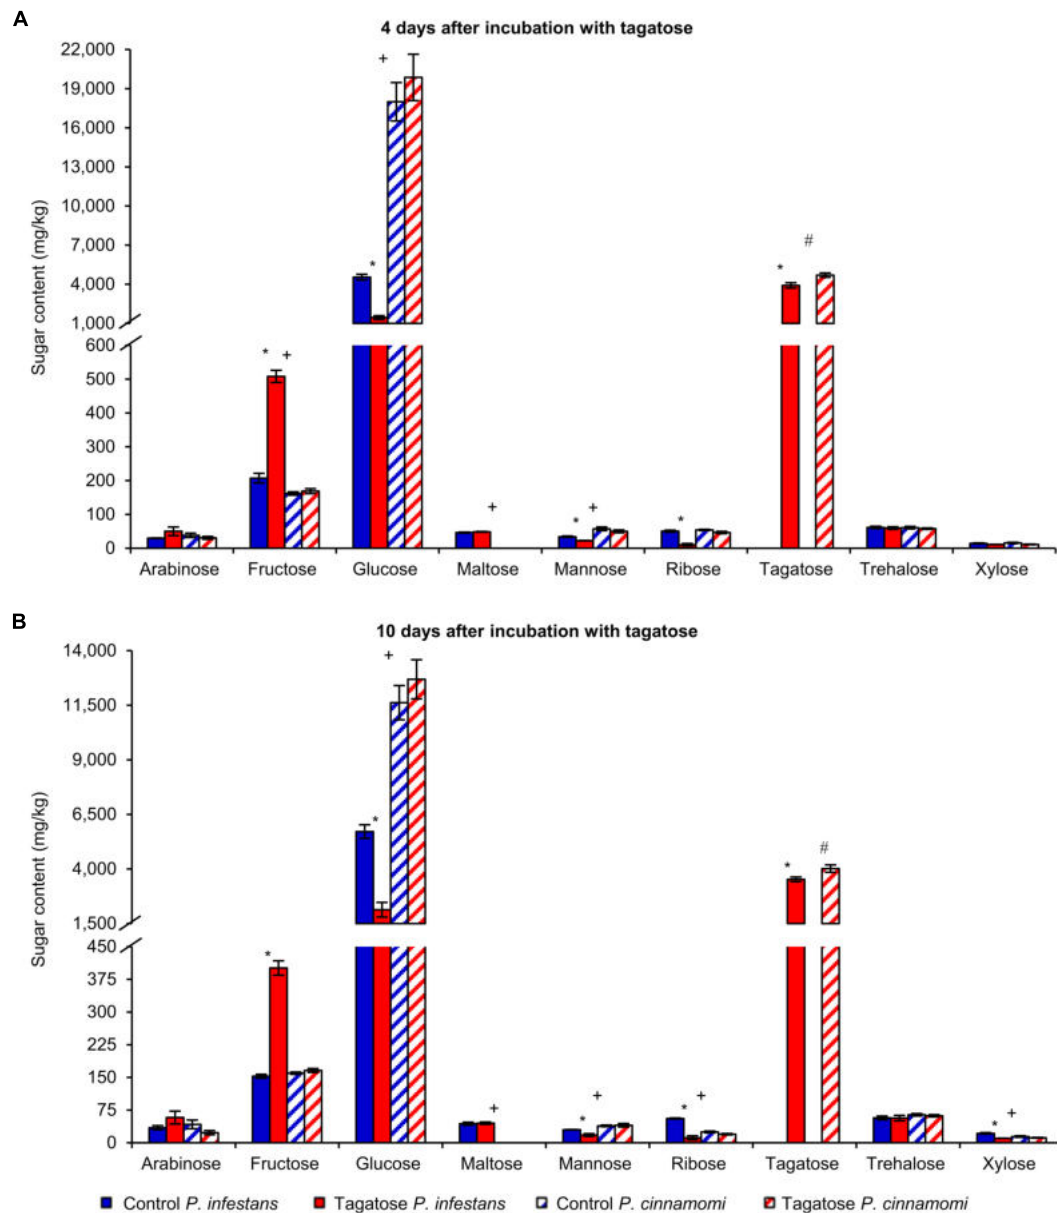 A
4 days after incubation with tagatose
Sugar content (mg/kg)
22,000
19,000
16,000
13,000
10,000
7,000
4,000
1,000
600
500
400
300
200
100
0
* + * + + * + * * #
Arabinose Fructose Glucose Maltose Mannose Ribose Tagatose Trehalose Xylose
B
10 days after incubation with tagatose
Sugar content (mg/kg)
14,000
11,500
9,000
6,500
4,000
1,500
450
375
300
225
150
75
0
* * + + * + * + * # * +
Arabinose Fructose Glucose Maltose Mannose Ribose Tagatose Trehalose Xylose
Control P. infestans Tagatose P. infestans Control P. cinnamomi Tagatose P. cinnamomi